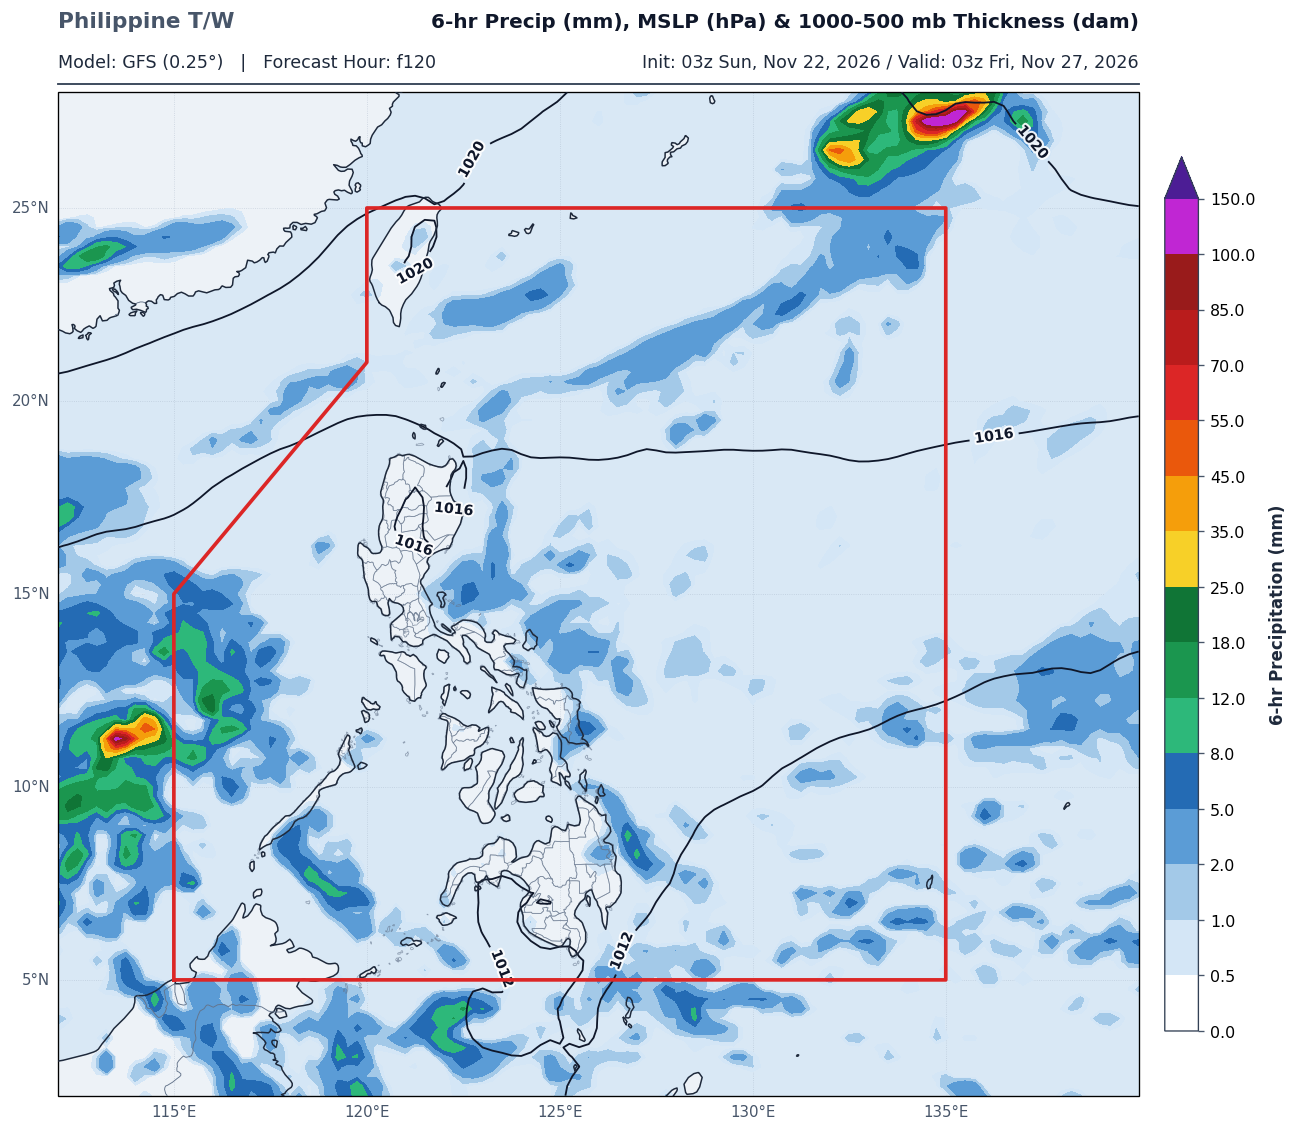 Philippine T/W
6-hr Precip (mm), MSLP (hPa) & 1000-500 mb Thickness (dam)
Model: GFS (0.25°) | Forecast Hour: f120
Init: 03z Sun, Nov 22, 2026 / Valid: 03z Fri, Nov 27, 2026
1020
1020
1020
1016
1016
1016
1012
1012
25°N
20°N
15°N
10°N
5°N
115°E
120°E
125°E
130°E
135°E
150.0
100.0
85.0
70.0
55.0
45.0
35.0
25.0
18.0
12.0
8.0
5.0
2.0
1.0
0.5
0.0
6-hr Precipitation (mm)